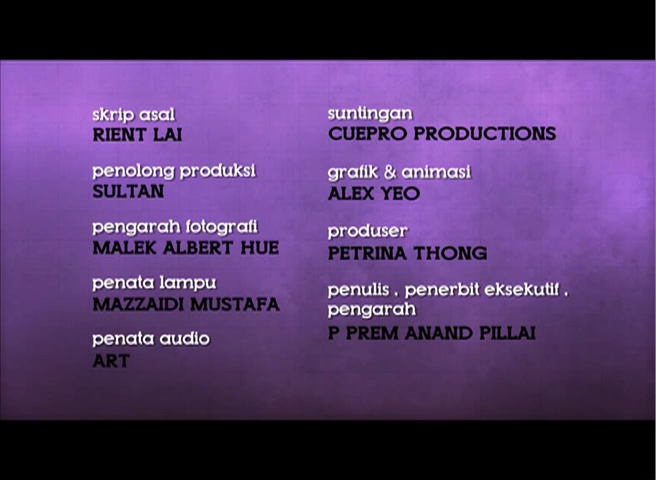 skrip asal
RIENT LAI
penolong produksi
SULTAN
pengarah fotografi
MALEK ALBERT HUE
penata lampu
MAZZAIDI MUSTAFA
penata audio
ART
suntingan
CUEPRO PRODUCTIONS
grafik & animasi
ALEX YEO
produser
PETRINA THONG
penulis , penerbit eksekutif ,
pengarah
P PREM ANAND PILLAI